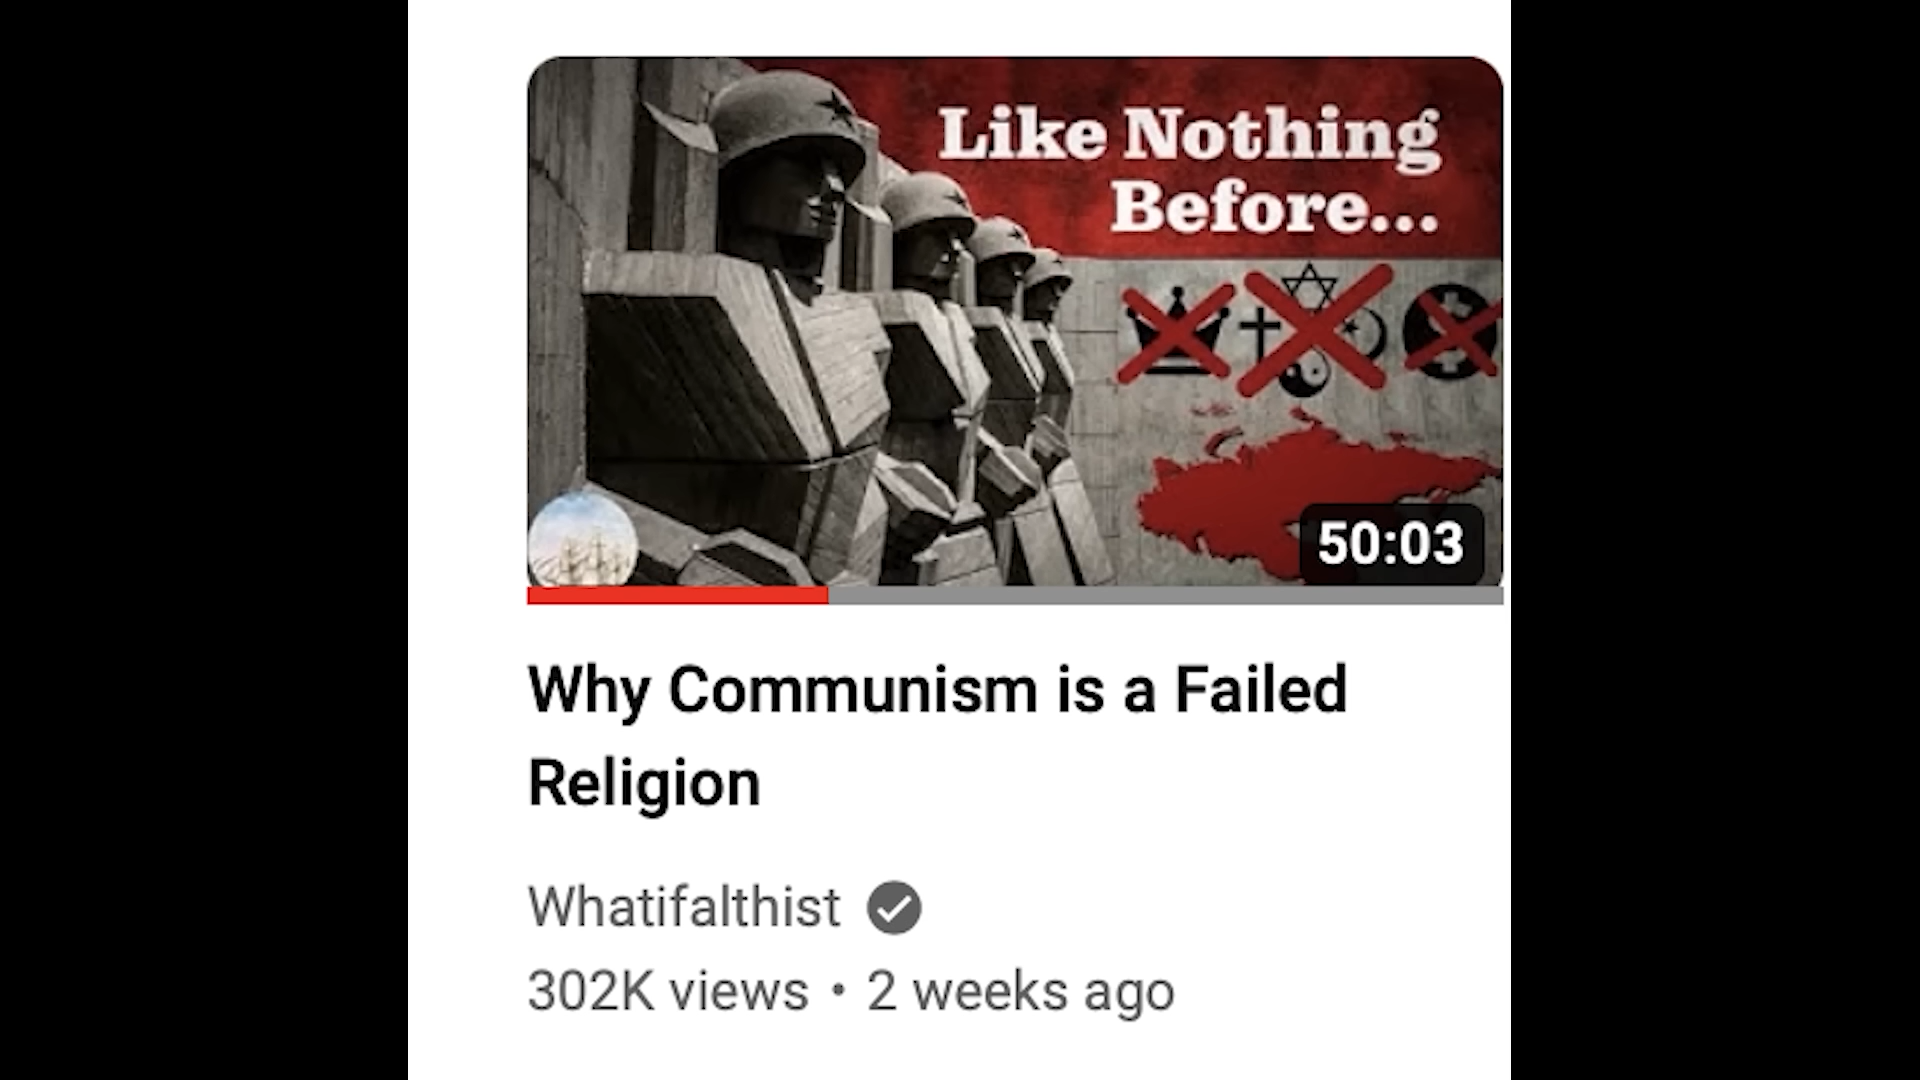 Like Nothing
Before...
50:03
Why Communism is a Failed
Religion
Whatifalthist
302K views • 2 weeks ago